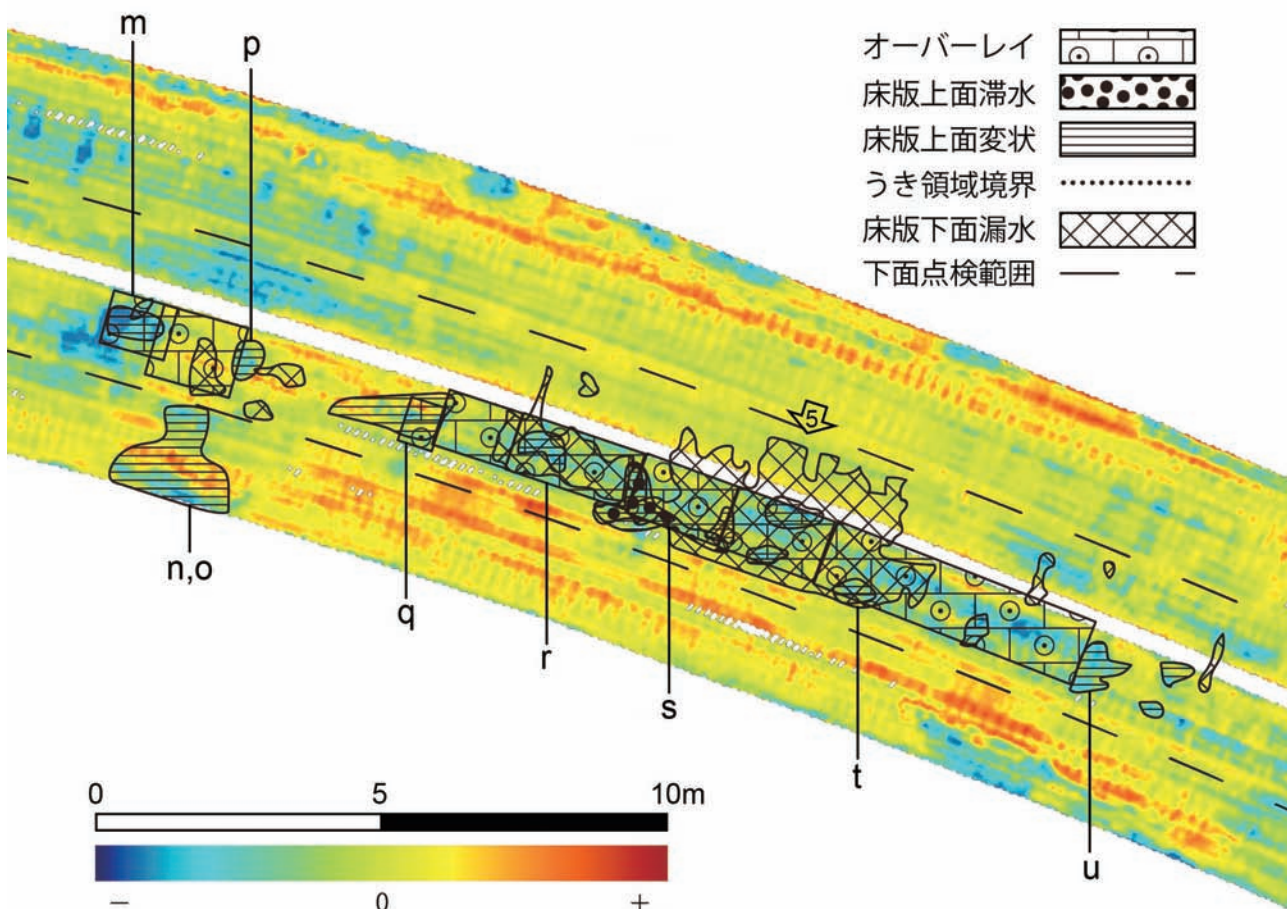 m
p
オーバーレイ
床版上面滞水
床版上面変状
うき領域境界
床版下面漏水
下面点検範囲
5
n,o
q
r
s
t
u
0 5 10m
− 0 +